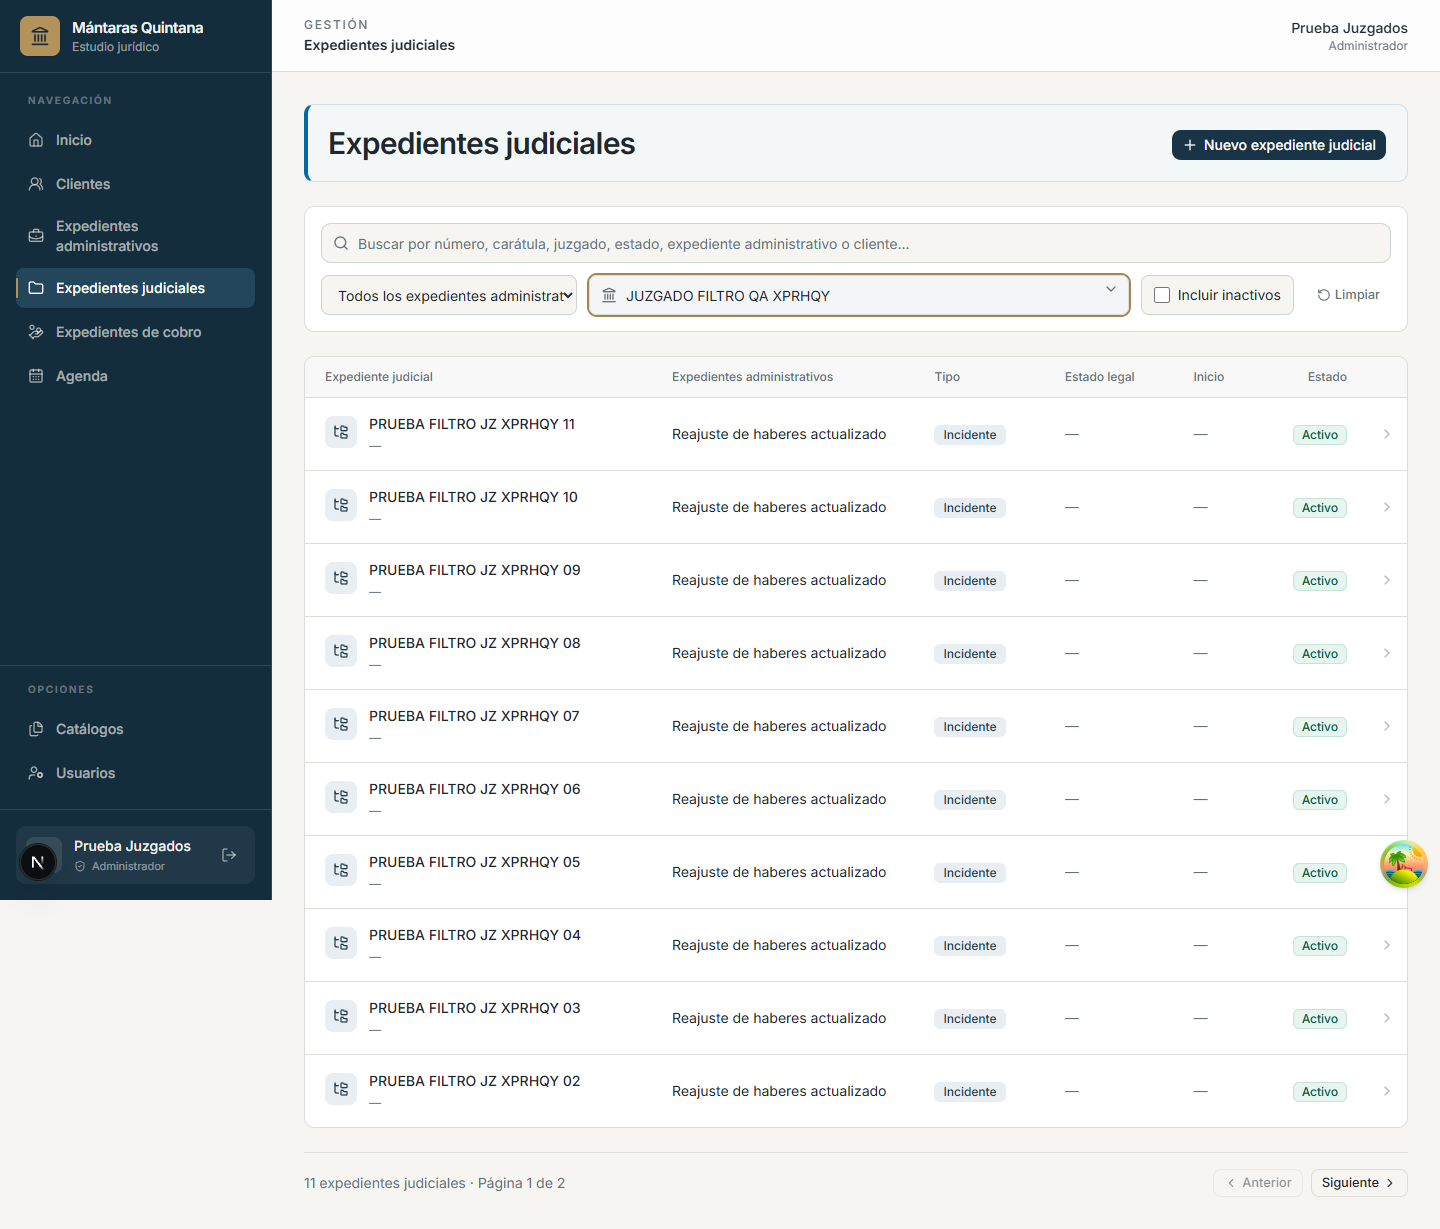 Mántaras Quintana
Estudio jurídico
NAVEGACIÓN
Inicio
Clientes
Expedientes
administrativos
Expedientes judiciales
Expedientes de cobro
Agenda
OPCIONES
Catálogos
Usuarios
Prueba Juzgados
Administrador
N
GESTIÓN
Expedientes judiciales
Prueba Juzgados
Administrador
Expedientes judiciales
Nuevo expediente judicial
Buscar por número, carátula, juzgado, estado, expediente administrativo o cliente...
Todos los expedientes administrat
JUZGADO FILTRO QA XPRHQY
Incluir inactivos
Limpiar
Expediente judicial Expedientes administrativos Tipo Estado legal Inicio Estado
PRUEBA FILTRO JZ XPRHQY 11
—
Reajuste de haberes actualizado Incidente — — Activo
PRUEBA FILTRO JZ XPRHQY 10
—
Reajuste de haberes actualizado Incidente — — Activo
PRUEBA FILTRO JZ XPRHQY 09
—
Reajuste de haberes actualizado Incidente — — Activo
PRUEBA FILTRO JZ XPRHQY 08
—
Reajuste de haberes actualizado Incidente — — Activo
PRUEBA FILTRO JZ XPRHQY 07
—
Reajuste de haberes actualizado Incidente — — Activo
PRUEBA FILTRO JZ XPRHQY 06
—
Reajuste de haberes actualizado Incidente — — Activo
PRUEBA FILTRO JZ XPRHQY 05
—
Reajuste de haberes actualizado Incidente — — Activo
PRUEBA FILTRO JZ XPRHQY 04
—
Reajuste de haberes actualizado Incidente — — Activo
PRUEBA FILTRO JZ XPRHQY 03
—
Reajuste de haberes actualizado Incidente — — Activo
PRUEBA FILTRO JZ XPRHQY 02
—
Reajuste de haberes actualizado Incidente — — Activo
11 expedientes judiciales · Página 1 de 2
Anterior
Siguiente